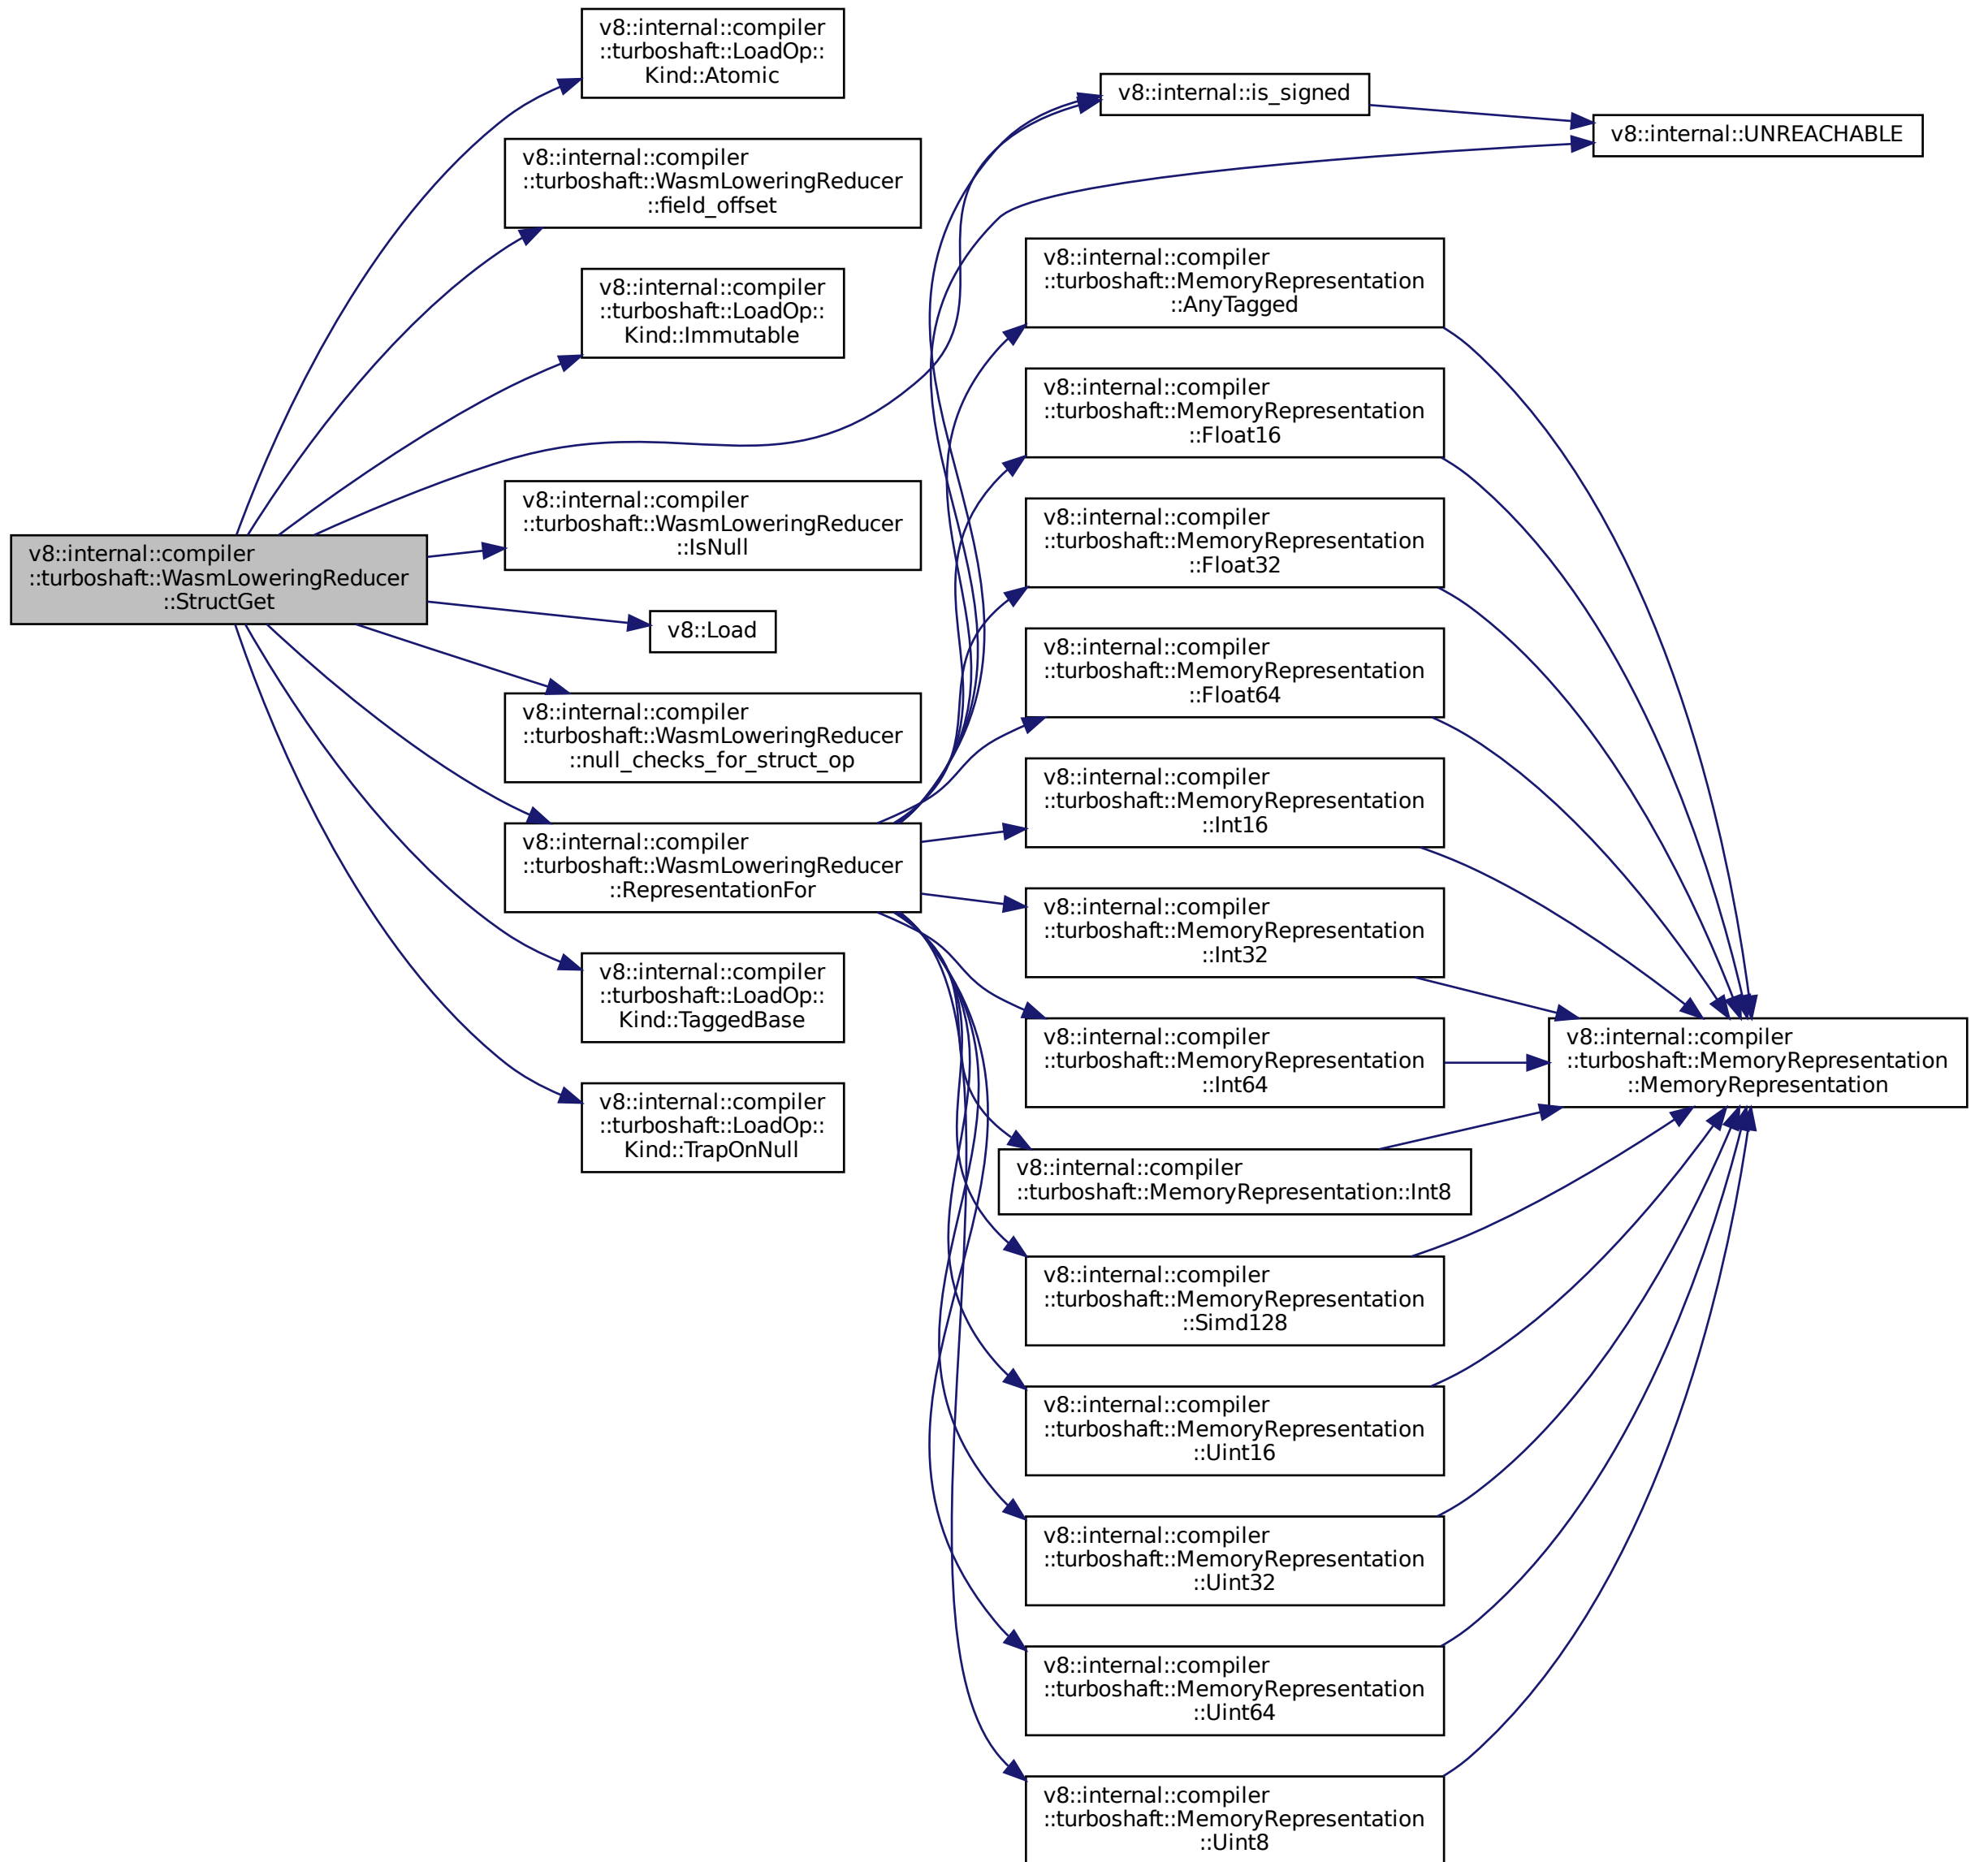 v8::internal::compiler
::turboshaft::WasmLoweringReducer
::StructGet
v8::internal::compiler
::turboshaft::LoadOp::
Kind::Atomic
v8::internal::compiler
::turboshaft::WasmLoweringReducer
::field_offset
v8::internal::compiler
::turboshaft::LoadOp::
Kind::Immutable
v8::internal::compiler
::turboshaft::WasmLoweringReducer
::IsNull
v8::Load
v8::internal::compiler
::turboshaft::WasmLoweringReducer
::null_checks_for_struct_op
v8::internal::compiler
::turboshaft::WasmLoweringReducer
::RepresentationFor
v8::internal::compiler
::turboshaft::LoadOp::
Kind::TaggedBase
v8::internal::compiler
::turboshaft::LoadOp::
Kind::TrapOnNull
v8::internal::is_signed
v8::internal::compiler
::turboshaft::MemoryRepresentation
::AnyTagged
v8::internal::compiler
::turboshaft::MemoryRepresentation
::Float16
v8::internal::compiler
::turboshaft::MemoryRepresentation
::Float32
v8::internal::compiler
::turboshaft::MemoryRepresentation
::Float64
v8::internal::compiler
::turboshaft::MemoryRepresentation
::Int16
v8::internal::compiler
::turboshaft::MemoryRepresentation
::Int32
v8::internal::compiler
::turboshaft::MemoryRepresentation
::Int64
v8::internal::compiler
::turboshaft::MemoryRepresentation::Int8
v8::internal::compiler
::turboshaft::MemoryRepresentation
::Simd128
v8::internal::compiler
::turboshaft::MemoryRepresentation
::Uint16
v8::internal::compiler
::turboshaft::MemoryRepresentation
::Uint32
v8::internal::compiler
::turboshaft::MemoryRepresentation
::Uint64
v8::internal::compiler
::turboshaft::MemoryRepresentation
::Uint8
v8::internal::UNREACHABLE
v8::internal::compiler
::turboshaft::MemoryRepresentation
::MemoryRepresentation